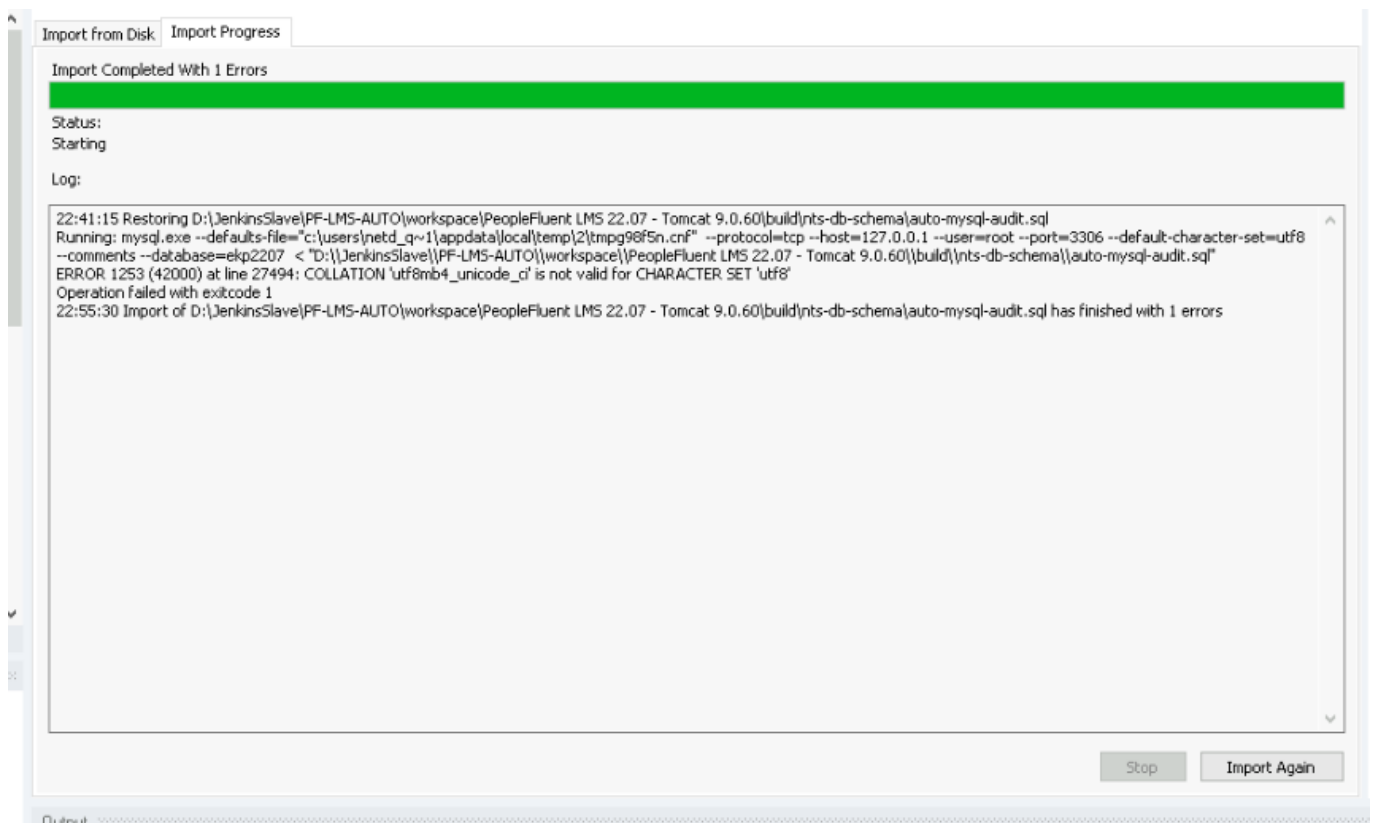 Import from Disk
Import Progress
Import Completed With 1 Errors
Status:
Starting
Log:
22:41:15 Restoring D:\JenkinsSlave\PF-LMS-AUTO\workspace\PeopleFluent LMS 22.07 - Tomcat 9.0.60\build\nts-db-schema\auto-mysql-audit.sql
Running: mysql.exe --defaults-file="c:\users\netd_q~1\appdata\local\temp\2\tmpg98f5n.cnf"  --protocol=tcp --host=127.0.0.1 --user=root --port=3306 --default-character-set=utf8
--comments --database=ekp2207  < "D:\\JenkinsSlave\\PF-LMS-AUTO\\workspace\\PeopleFluent LMS 22.07 - Tomcat 9.0.60\\build\\nts-db-schema\\auto-mysql-audit.sql"
ERROR 1253 (42000) at line 27494: COLLATION 'utf8mb4_unicode_ci' is not valid for CHARACTER SET 'utf8'
Operation failed with exitcode 1
22:55:30 Import of D:\JenkinsSlave\PF-LMS-AUTO\workspace\PeopleFluent LMS 22.07 - Tomcat 9.0.60\build\nts-db-schema\auto-mysql-audit.sql has finished with 1 errors
Stop
Import Again
Output